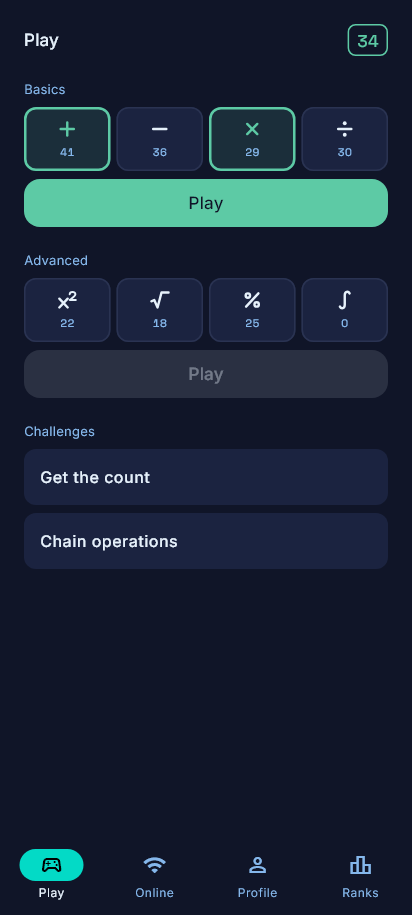 Play 34
Basics
+ − × ÷
41 36 29 30
Play
Advanced
x² √ % ∫
22 18 25 0
Play
Challenges
Get the count
Chain operations
Play Online Profile Ranks